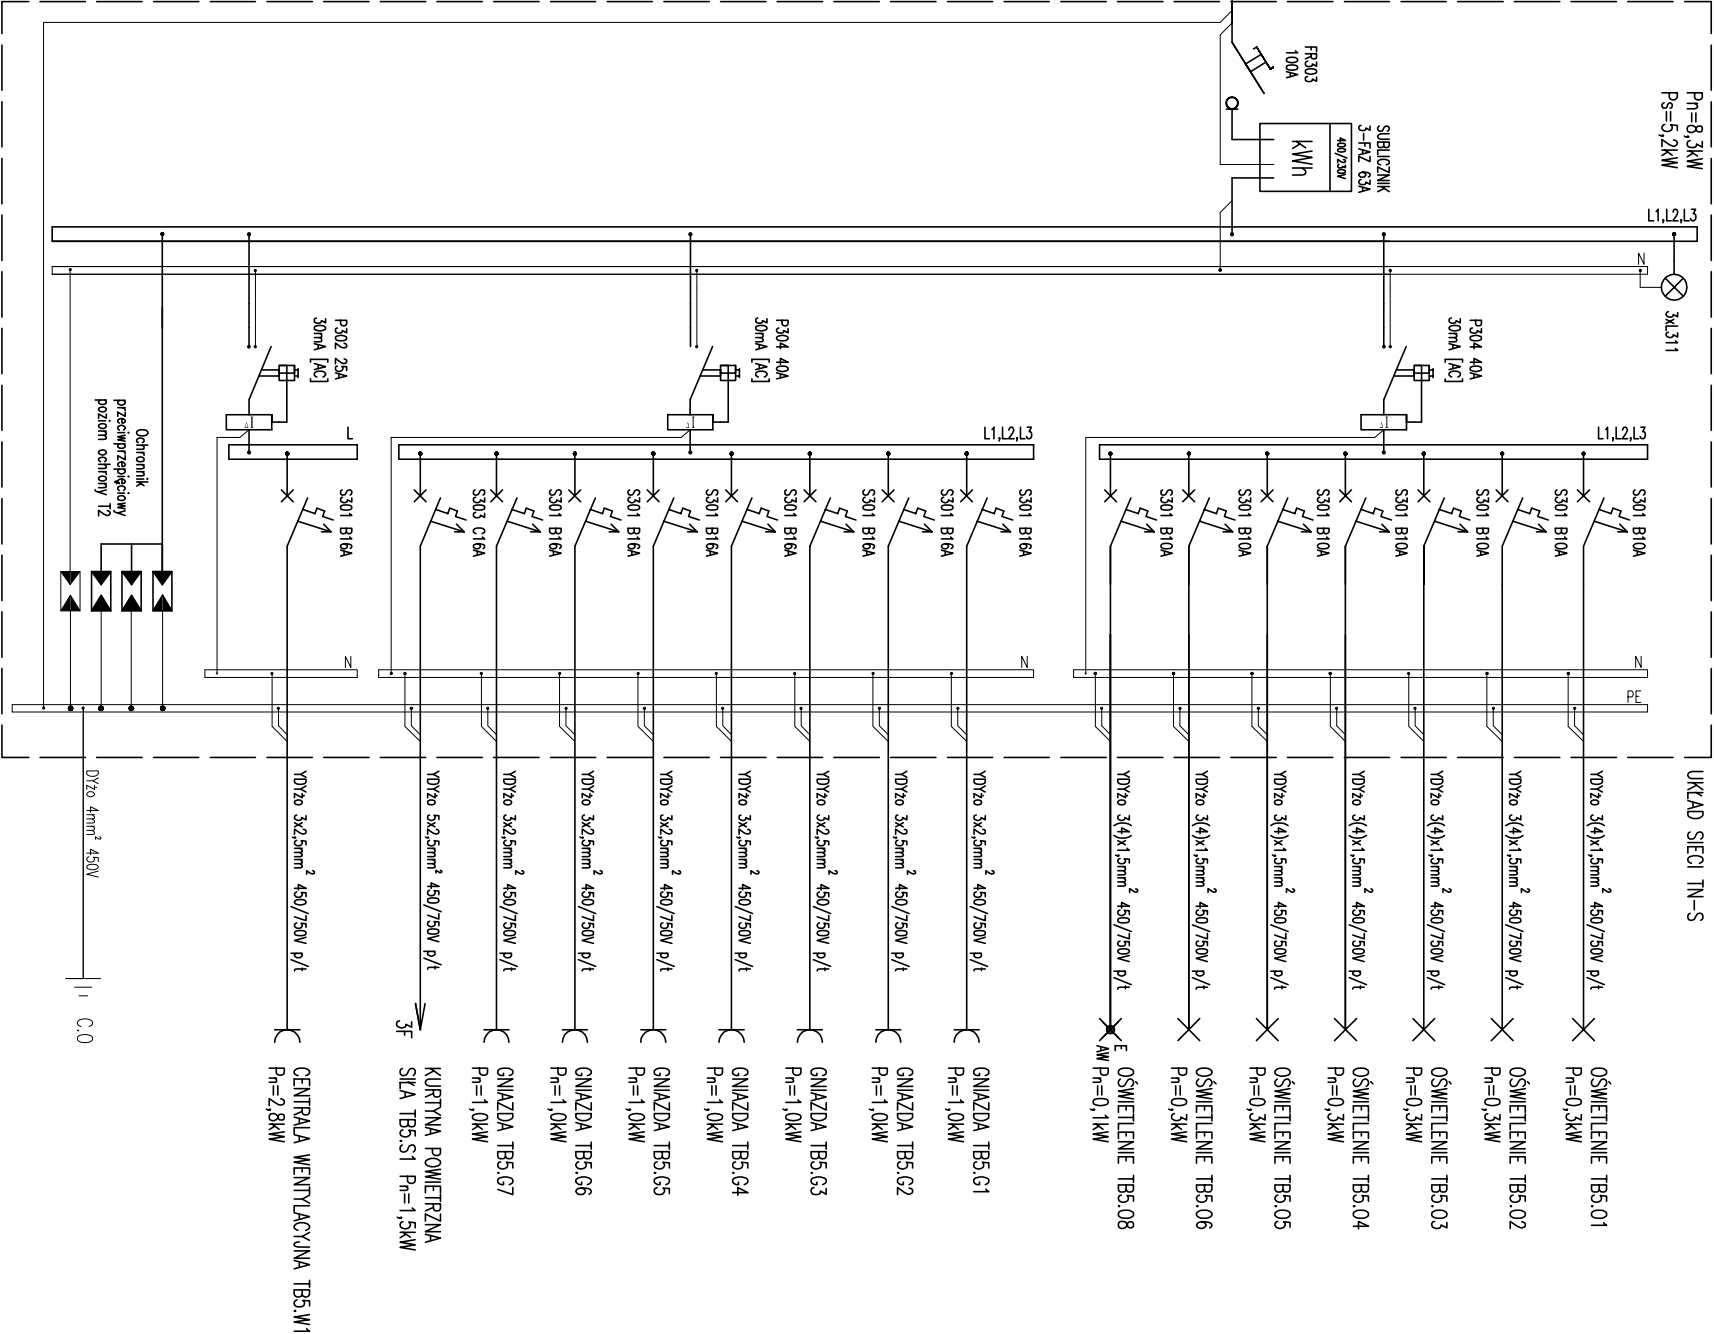 Pn=8,3kW
Ps=5,2kW
FR303
100A
SUBLICZNIK
3-FAZ 63A
400/230V
kWh
L1,L2,L3
N
3xL311
UKŁAD SIECI TN-S
P304 40A
30mA [AC]
ΔI
L1,L2,L3
S301 B10A
S301 B10A
S301 B10A
S301 B10A
S301 B10A
S301 B10A
S301 B10A
N
PE
YDYżo 3(4)x1,5mm² 450/750V p/t
OŚWIETLENIE TB5.O1
Pn=0,3kW
YDYżo 3(4)x1,5mm² 450/750V p/t
OŚWIETLENIE TB5.O2
Pn=0,3kW
YDYżo 3(4)x1,5mm² 450/750V p/t
OŚWIETLENIE TB5.O3
Pn=0,3kW
YDYżo 3(4)x1,5mm² 450/750V p/t
OŚWIETLENIE TB5.O4
Pn=0,3kW
YDYżo 3(4)x1,5mm² 450/750V p/t
OŚWIETLENIE TB5.O5
Pn=0,3kW
YDYżo 3(4)x1,5mm² 450/750V p/t
OŚWIETLENIE TB5.O6
Pn=0,3kW
YDYżo 3(4)x1,5mm² 450/750V p/t
E
AW
OŚWIETLENIE TB5.O8
Pn=0,1kW
P304 40A
30mA [AC]
ΔI
L1,L2,L3
S301 B16A
S301 B16A
S301 B16A
S301 B16A
S301 B16A
S301 B16A
S301 B16A
S303 C16A
N
YDYżo 3x2,5mm² 450/750V p/t
GNIAZDA TB5.G1
Pn=1,0kW
YDYżo 3x2,5mm² 450/750V p/t
GNIAZDA TB5.G2
Pn=1,0kW
YDYżo 3x2,5mm² 450/750V p/t
GNIAZDA TB5.G3
Pn=1,0kW
YDYżo 3x2,5mm² 450/750V p/t
GNIAZDA TB5.G4
Pn=1,0kW
YDYżo 3x2,5mm² 450/750V p/t
GNIAZDA TB5.G5
Pn=1,0kW
YDYżo 3x2,5mm² 450/750V p/t
GNIAZDA TB5.G6
Pn=1,0kW
YDYżo 3x2,5mm² 450/750V p/t
GNIAZDA TB5.G7
Pn=1,0kW
YDYżo 5x2,5mm² 450/750V p/t
3F
KURTYNA POWIETRZNA
SIŁA TB5.S1 Pn=1,5kW
P302 25A
30mA [AC]
ΔI
L
S301 B16A
N
YDYżo 3x2,5mm² 450/750V p/t
CENTRALA WENTYLACYJNA TB5.W1
Pn=2,8kW
Ochronnik
przeciwprzepięciowy
poziom ochrony T2
DYżo 4mm² 450V
C.O